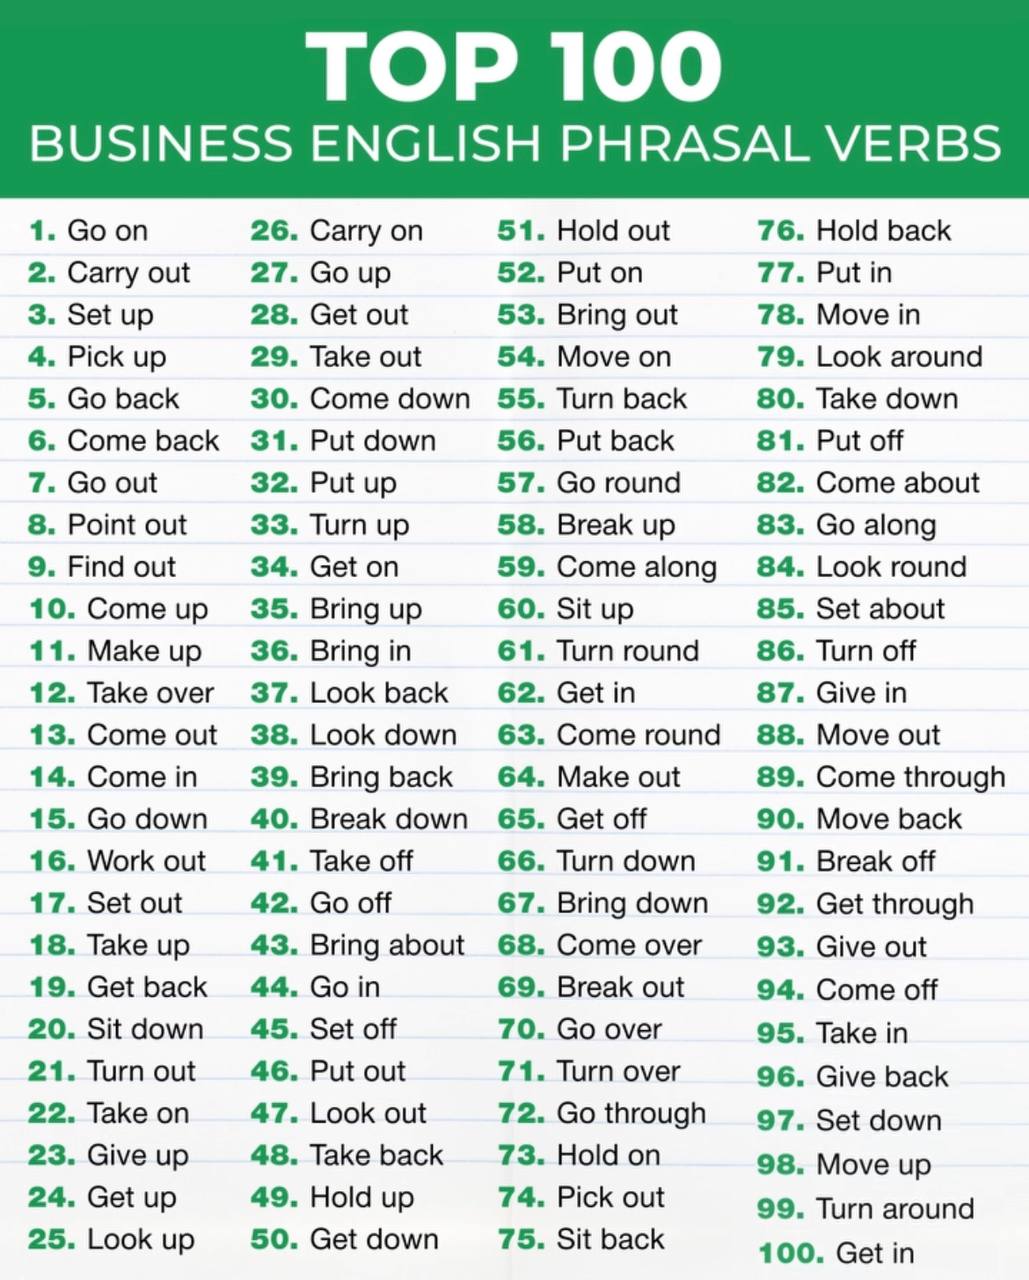 TOP 100
BUSINESS ENGLISH PHRASAL VERBS
1. Go on
2. Carry out
3. Set up
4. Pick up
5. Go back
6. Come back
7. Go out
8. Point out
9. Find out
10. Come up
11. Make up
12. Take over
13. Come out
14. Come in
15. Go down
16. Work out
17. Set out
18. Take up
19. Get back
20. Sit down
21. Turn out
22. Take on
23. Give up
24. Get up
25. Look up
26. Carry on
27. Go up
28. Get out
29. Take out
30. Come down
31. Put down
32. Put up
33. Turn up
34. Get on
35. Bring up
36. Bring in
37. Look back
38. Look down
39. Bring back
40. Break down
41. Take off
42. Go off
43. Bring about
44. Go in
45. Set off
46. Put out
47. Look out
48. Take back
49. Hold up
50. Get down
51. Hold out
52. Put on
53. Bring out
54. Move on
55. Turn back
56. Put back
57. Go round
58. Break up
59. Come along
60. Sit up
61. Turn round
62. Get in
63. Come round
64. Make out
65. Get off
66. Turn down
67. Bring down
68. Come over
69. Break out
70. Go over
71. Turn over
72. Go through
73. Hold on
74. Pick out
75. Sit back
76. Hold back
77. Put in
78. Move in
79. Look around
80. Take down
81. Put off
82. Come about
83. Go along
84. Look round
85. Set about
86. Turn off
87. Give in
88. Move out
89. Come through
90. Move back
91. Break off
92. Get through
93. Give out
94. Come off
95. Take in
96. Give back
97. Set down
98. Move up
99. Turn around
100. Get in